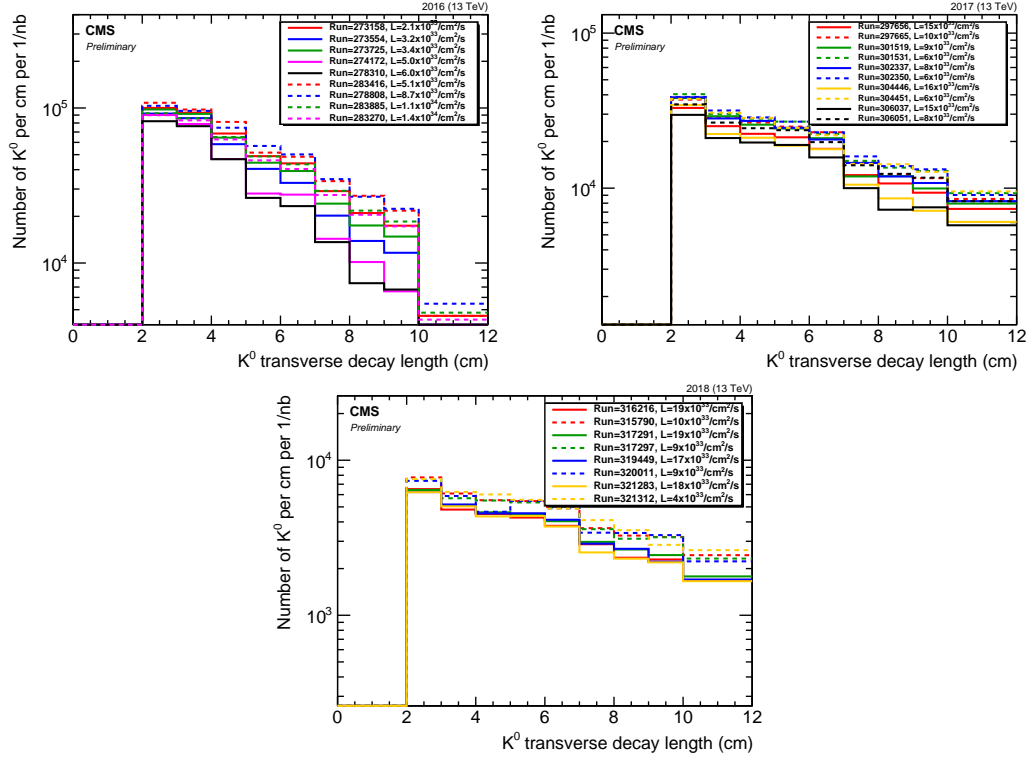 2016 (13 TeV)
CMS
Preliminary
Number of K⁰ per cm per 1/nb
10⁵
10⁴
Run=273158, L=2.1x10³³/cm²/s
Run=273554, L=3.2x10³³/cm²/s
Run=273725, L=3.4x10³³/cm²/s
Run=274172, L=5.0x10³³/cm²/s
Run=278310, L=6.0x10³³/cm²/s
Run=283416, L=5.1x10³³/cm²/s
Run=278808, L=8.7x10³³/cm²/s
Run=283885, L=1.1x10³⁴
Run=283270, L=1.4x10³⁴
0 2 4 6 8 10 12
K⁰ transverse decay length (cm)
2017 (13 TeV)
CMS
Preliminary
Number of K⁰ per cm per 1/nb
10⁵
10⁴
Run=297656, L=15x10³³/cm²/s
Run=297665, L=10x10³³/cm²/s
Run=301519, L=9x10³³/cm²/s
Run=301531, L=6x10³³/cm²/s
Run=302337, L=8x10³³/cm²/s
Run=302350, L=6x10³³/cm²/s
Run=304446, L=16x10³³/cm²/s
Run=304451, L=6x10³³/cm²/s
Run=306037, L=15x10³³/cm²/s
Run=306051, L=8x10³³/cm²/s
0 2 4 6 8 10 12
K⁰ transverse decay length (cm)
2018 (13 TeV)
CMS
Preliminary
Number of K⁰ per cm per 1/nb
10⁴
10³
Run=316216, L=19x10³³/cm²/s
Run=315790, L=10x10³³/cm²/s
Run=317291, L=19x10³³/cm²/s
Run=317297, L=9x10³³/cm²/s
Run=319449, L=17x10³³/cm²/s
Run=320011, L=9x10³³/cm²/s
Run=321283, L=18x10³³/cm²/s
Run=321312, L=4x10³³/cm²/s
0 2 4 6 8 10 12
K⁰ transverse decay length (cm)